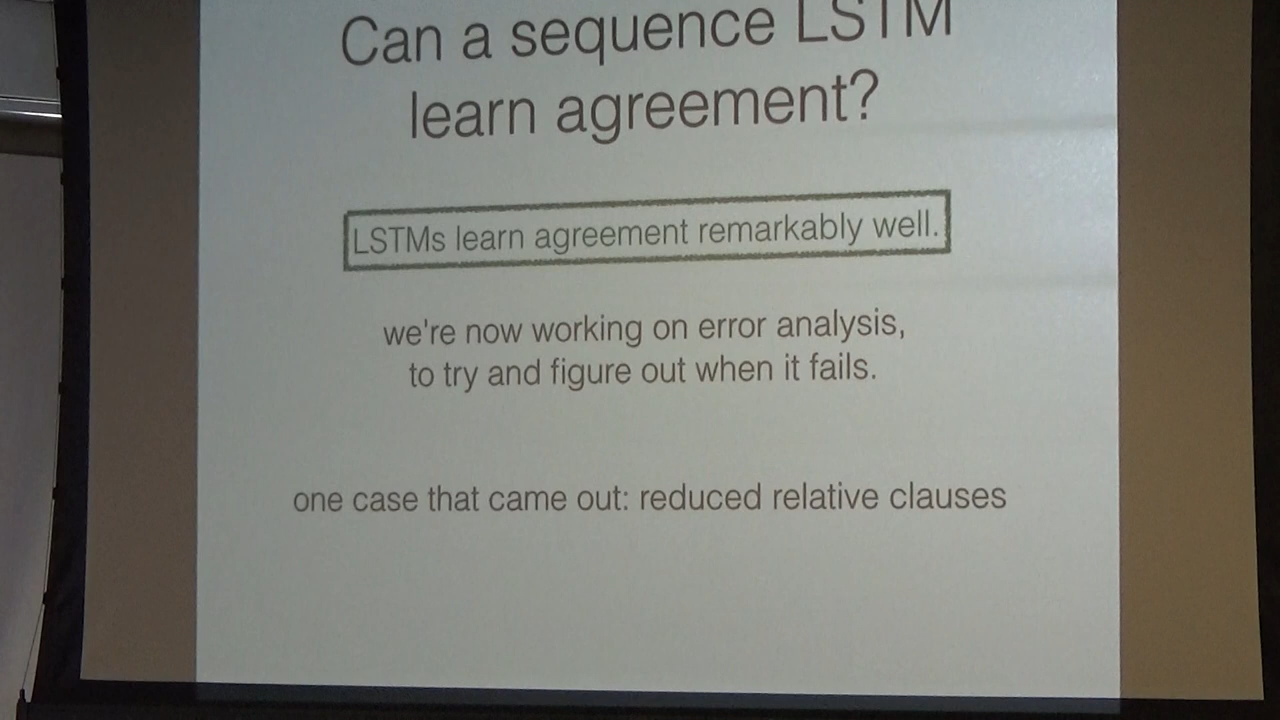 Can a sequence LSTM
learn agreement?
LSTMs learn agreement remarkably well.
we're now working on error analysis,
to try and figure out when it fails.
one case that came out: reduced relative clauses